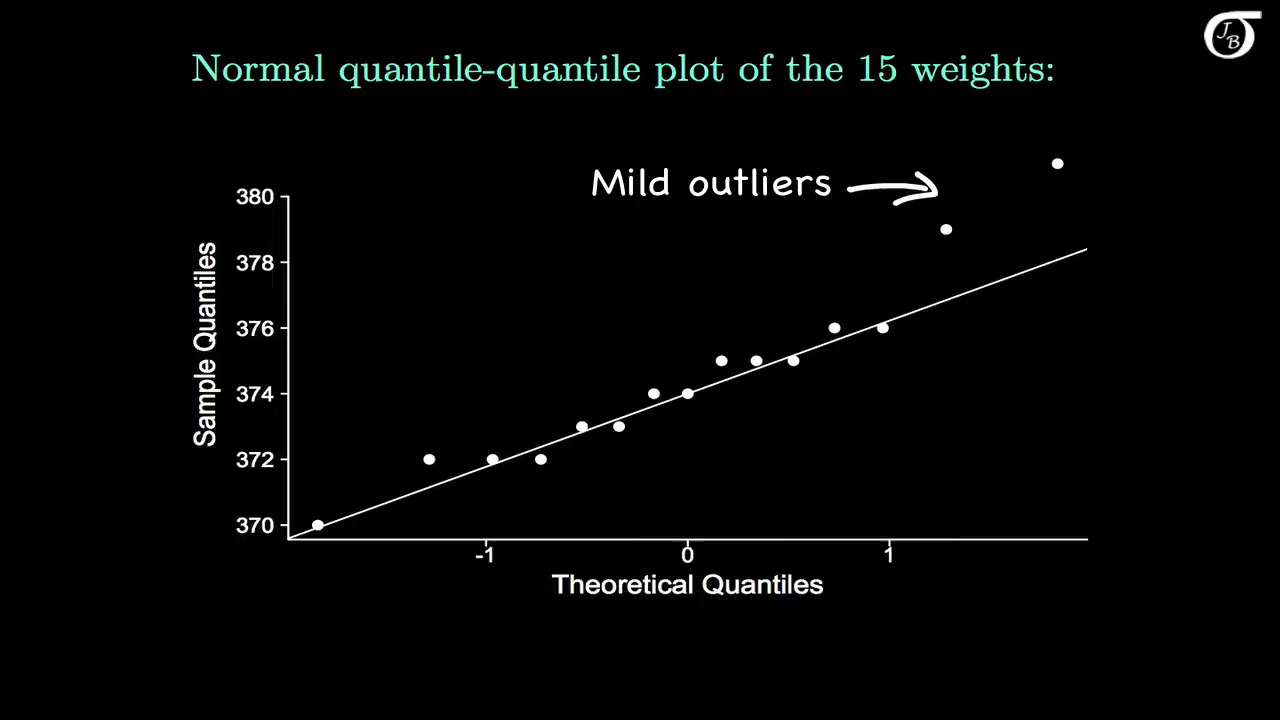 JB
Normal quantile-quantile plot of the 15 weights:
Mild outliers
380
378
376
374
372
370
Sample Quantiles
-1 0 1
Theoretical Quantiles